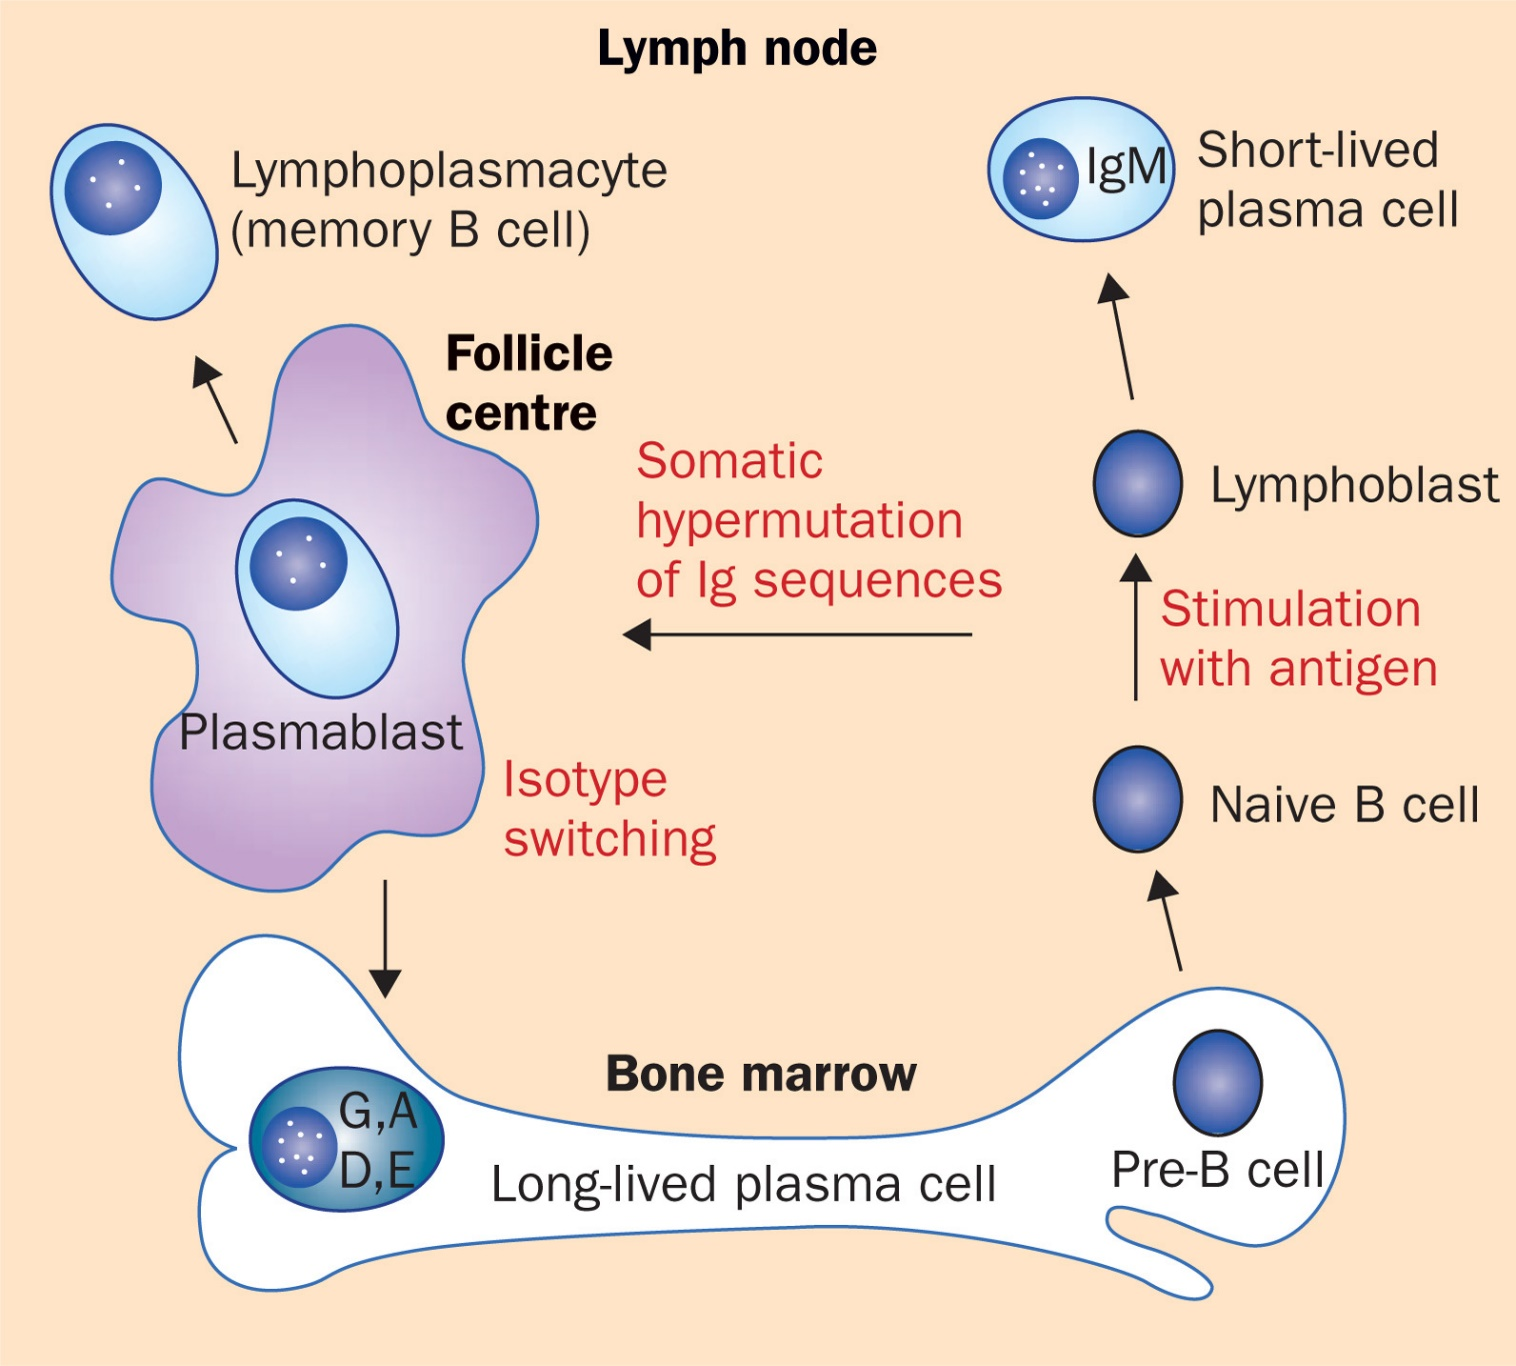 Lymph node
Lymphoplasmacyte
(memory B cell)
IgM
Short-lived
plasma cell
Follicle
centre
Somatic
hypermutation
of Ig sequences
Lymphoblast
Stimulation
with antigen
Plasmablast
Isotype
switching
Naive B cell
Bone marrow
G,A
D,E
Long-lived plasma cell
Pre-B cell